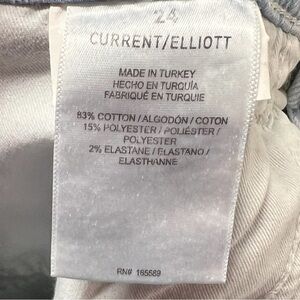 24
CURRENT/ELLIOTT
MADE IN TURKEY
HECHO EN TURQUÍA
FABRIQUÉ EN TURQUIE
83% COTTON/ALGODÓN/COTON
15% POLYESTER/POLIÉSTER/
POLYESTER
2% ELASTANE/ELASTANO/
ELASTHANNE
RN# 165589